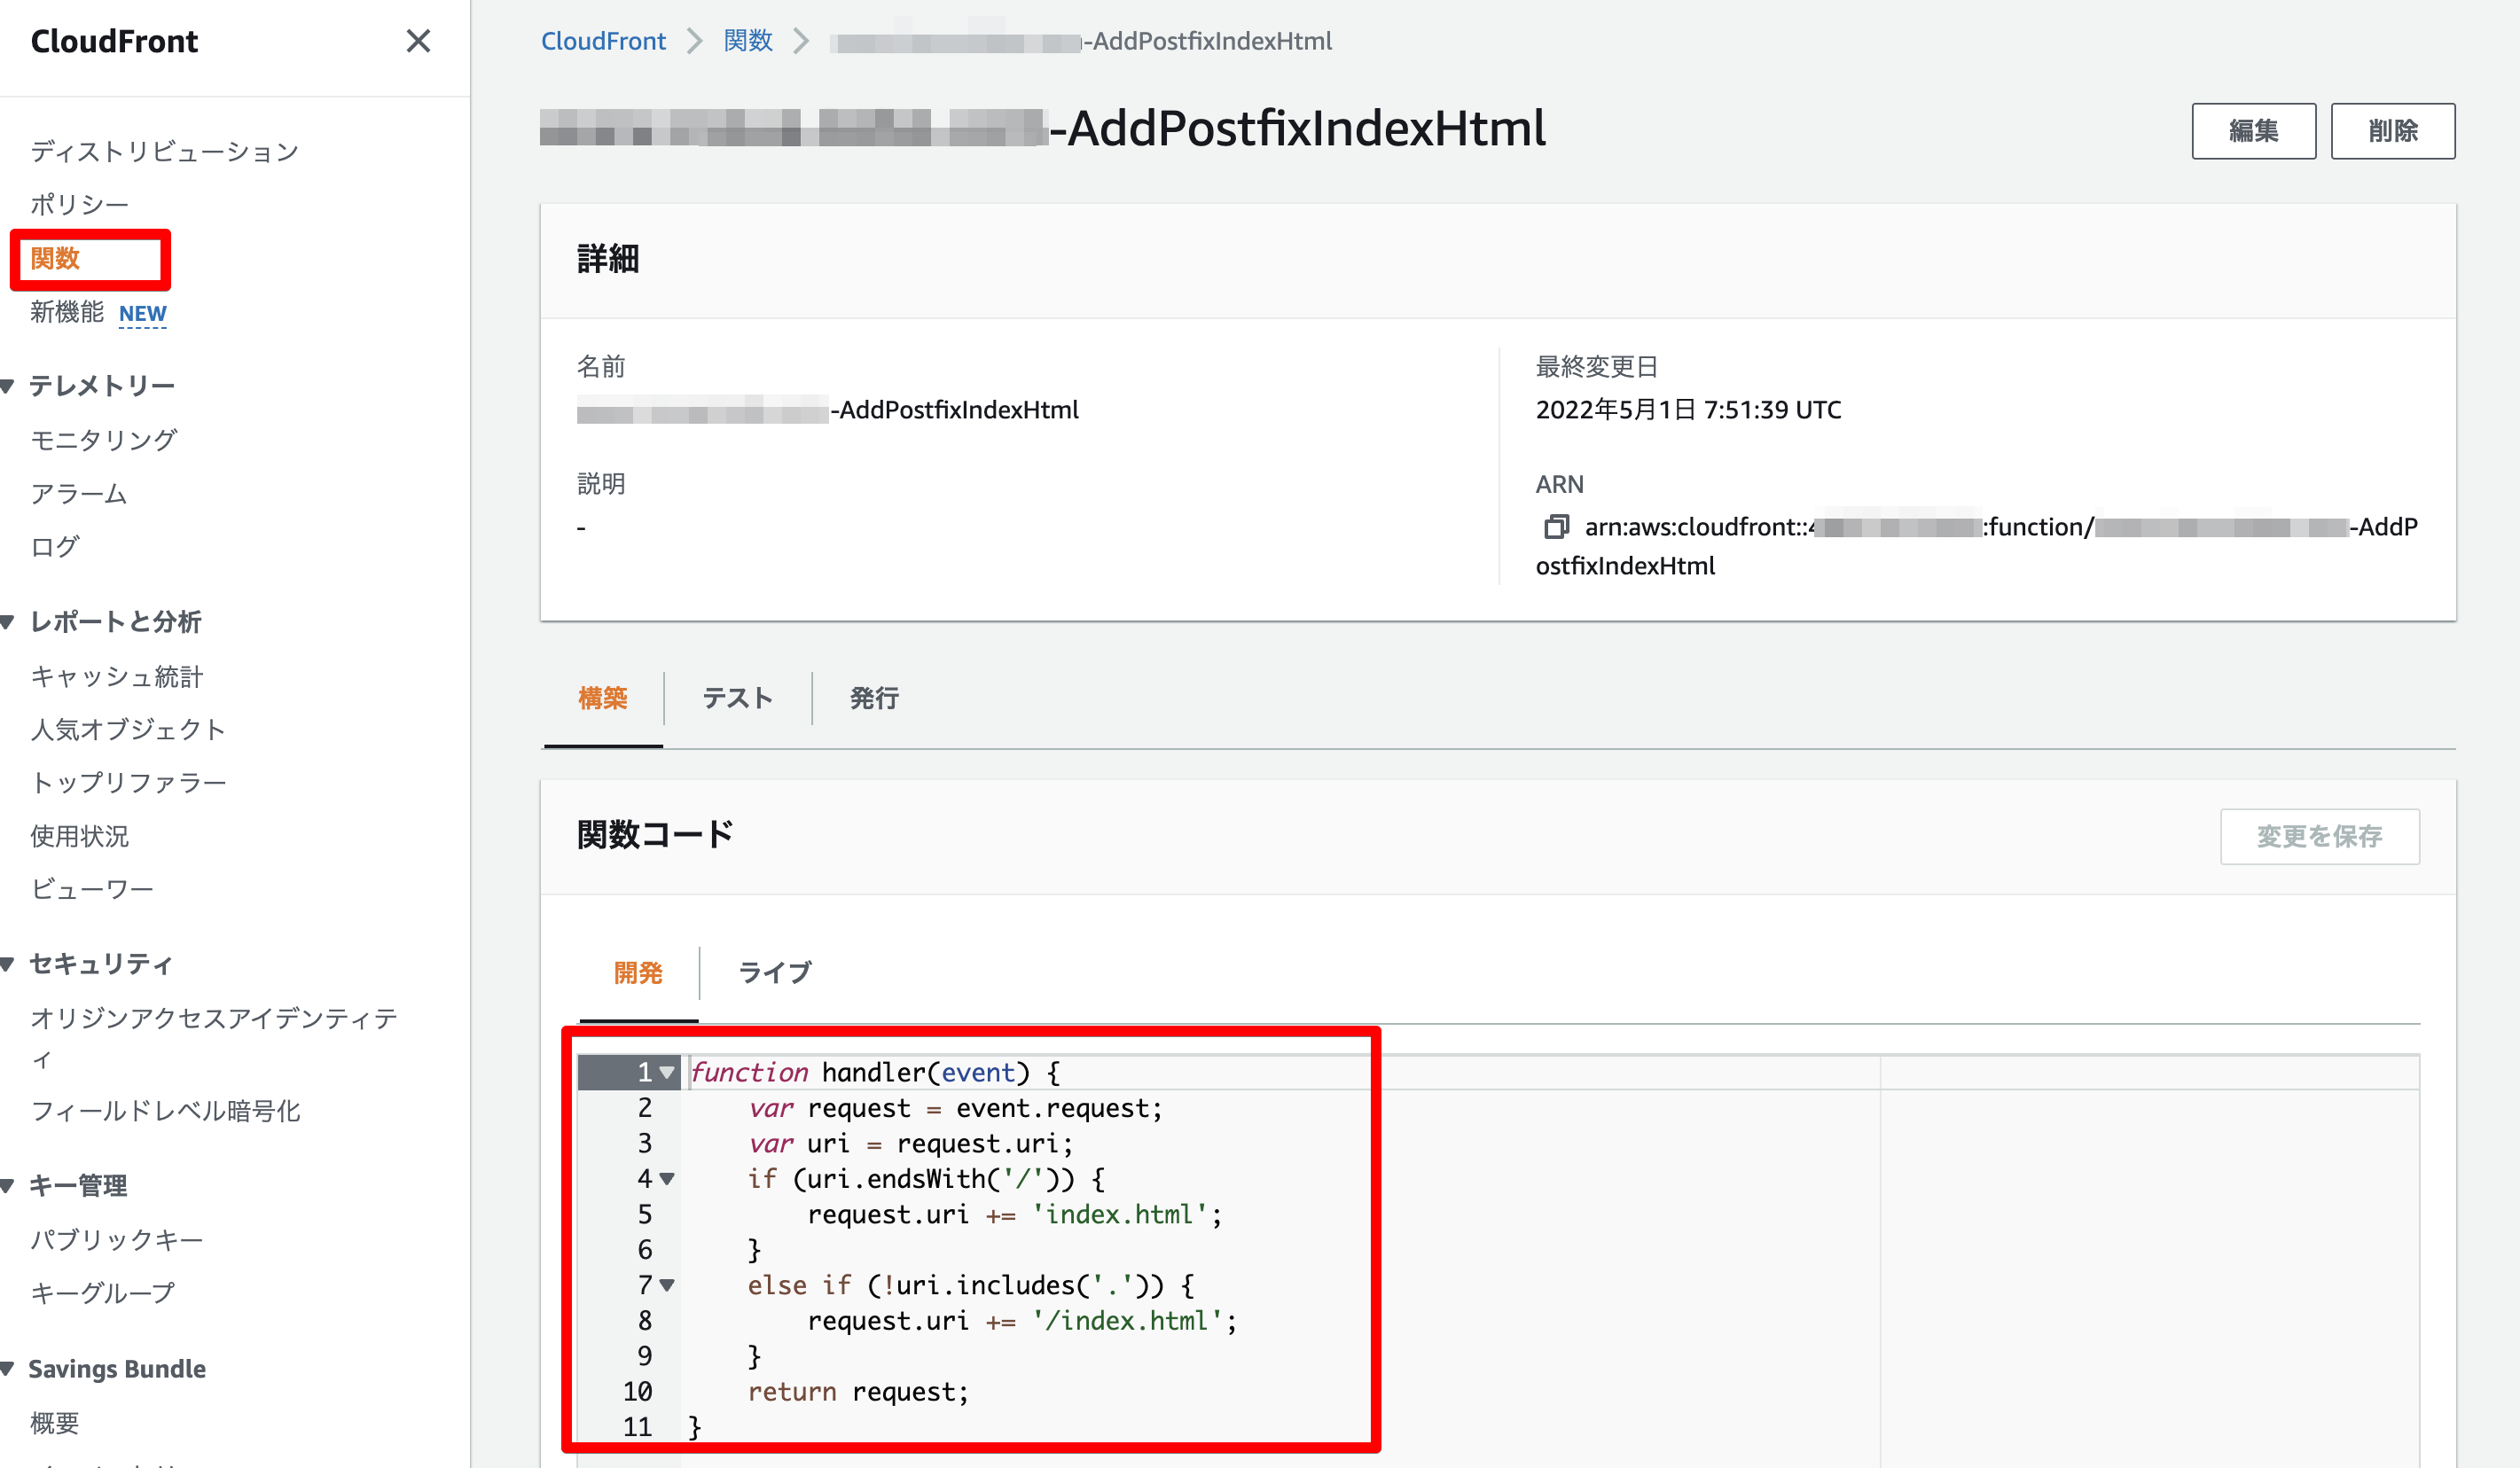 CloudFront
ディストリビューション
ポリシー
関数
新機能 NEW
テレメトリー
モニタリング
アラーム
ログ
レポートと分析
キャッシュ統計
人気オブジェクト
トップリファラー
使用状況
ビューワー
セキュリティ
オリジンアクセスアイデンティテ
ィ
フィールドレベル暗号化
キー管理
パブリックキー
キーグループ
Savings Bundle
概要
CloudFront 関数 -AddPostfixIndexHtml
-AddPostfixIndexHtml
編集 削除
詳細
名前
-AddPostfixIndexHtml
説明
-
最終変更日
2022年5月1日 7:51:39 UTC
ARN
arn:aws:cloudfront::4 :function/ -AddP
ostfixIndexHtml
構築 テスト 発行
関数コード
変更を保存
開発 ライブ
1 function handler(event) {
2 var request = event.request;
3 var uri = request.uri;
4 if (uri.endsWith('/')) {
5 request.uri += 'index.html';
6 }
7 else if (!uri.includes('.')) {
8 request.uri += '/index.html';
9 }
10 return request;
11 }